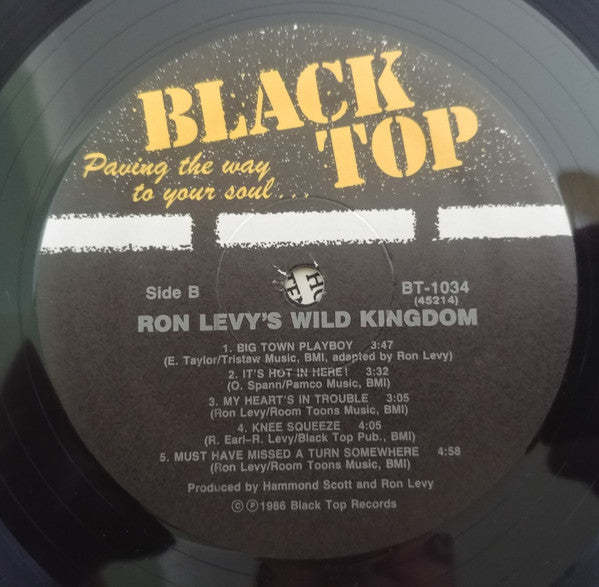 BLACK
TOP
Paving the way
to your soul...
Side B
BT-1034
(45214)
RON LEVY'S WILD KINGDOM
1. BIG TOWN PLAYBOY 3:47
(E. Taylor/Tristaw Music, BMI, adapted by Ron Levy)
2. IT'S HOT IN HERE! 3:32
(O. Spann/Pamco Music, BMI)
3. MY HEART'S IN TROUBLE 3:05
(Ron Levy/Room Toons Music, BMI)
4. KNEE SQUEEZE 4:05
(R. Earl-R. Levy/Black Top Pub., BMI)
5. MUST HAVE MISSED A TURN SOMEWHERE 4:58
(Ron Levy/Room Toons Music, BMI)
Produced by Hammond Scott and Ron Levy
©℗1986 Black Top Records